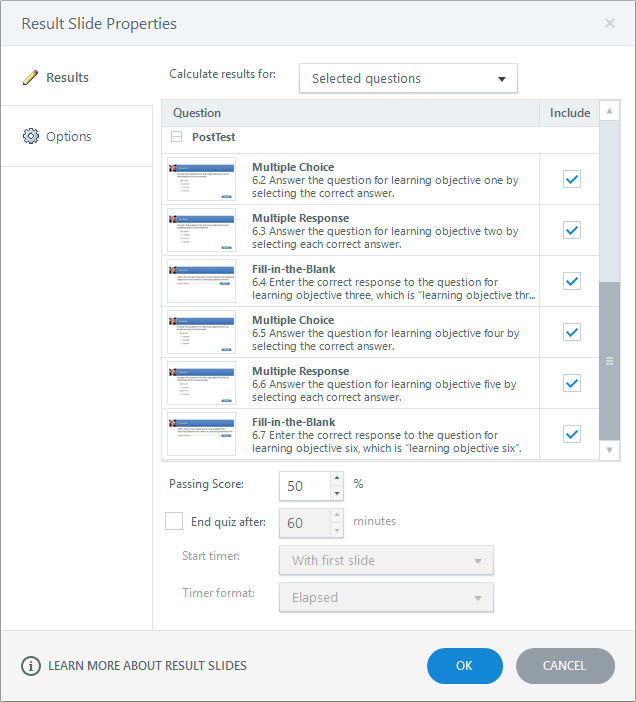 Result Slide Properties
Results
Options
Calculate results for:
Selected questions
Question
Include
PostTest
Multiple Choice
6.2 Answer the question for learning objective one by
selecting the correct answer.
Multiple Response
6.3 Answer the question for learning objective two by
selecting each correct answer.
Fill-in-the-Blank
6.4 Enter the correct response to the question for
learning objective three, which is “learning objective thr...
Multiple Choice
6.5 Answer the question for learning objective four by
selecting the correct answer.
Multiple Response
6.6 Answer the question for learning objective five by
selecting each correct answer.
Fill-in-the-Blank
6.7 Enter the correct response to the question for
learning objective six, which is “learning objective six”.
Passing Score:
50
%
End quiz after:
60
minutes
Start timer:
With first slide
Timer format:
Elapsed
LEARN MORE ABOUT RESULT SLIDES
OK
CANCEL